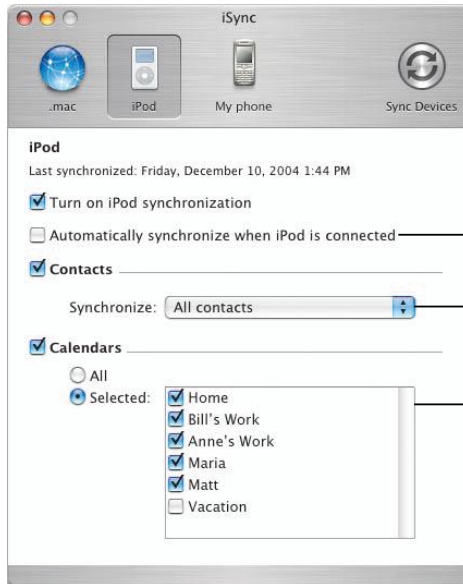 iSync
.mac iPod My phone Sync Devices
iPod
Last synchronized: Friday, December 10, 2004 1:44 PM
Turn on iPod synchronization
Automatically synchronize when iPod is connected
Contacts
Synchronize: All contacts
Calendars
All
Selected: Home
Bill's Work
Anne's Work
Maria
Matt
Vacation